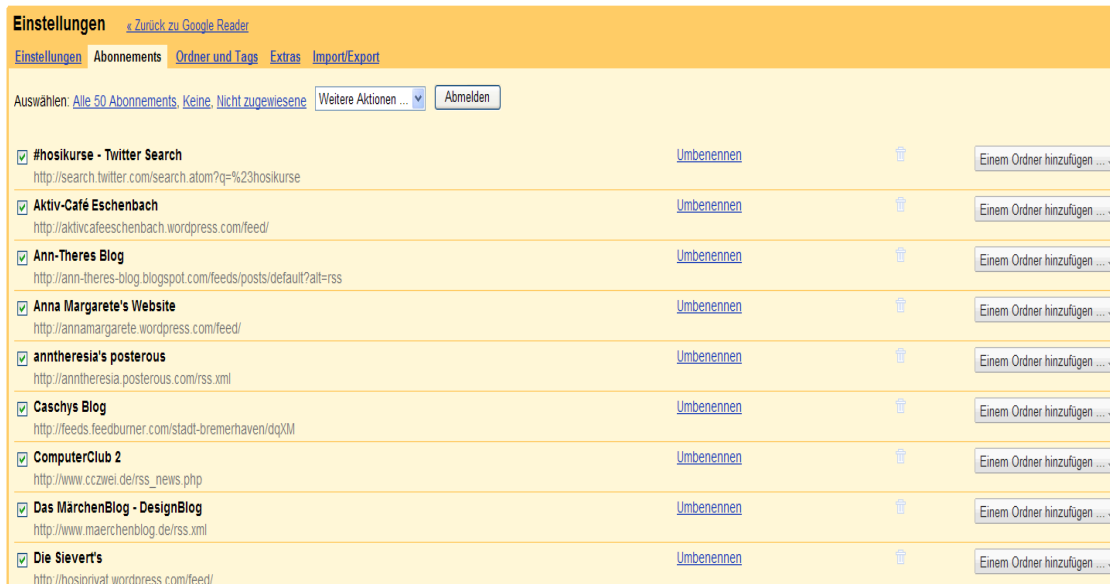 Einstellungen « Zurück zu Google Reader
Einstellungen Abonnements Ordner und Tags Extras Import/Export
Auswählen: Alle 50 Abonnements, Keine, Nicht zugewiesene Weitere Aktionen ... Abmelden
#hosikurse - Twitter Search Umbenennen Einem Ordner hinzufügen ...
http://search.twitter.com/search.atom?q=%23hosikurse
Aktiv-Café Eschenbach Umbenennen Einem Ordner hinzufügen ...
http://aktivcafeeschenbach.wordpress.com/feed/
Ann-Theres Blog Umbenennen Einem Ordner hinzufügen ...
http://ann-theres-blog.blogspot.com/feeds/posts/default?alt=rss
Anna Margarete's Website Umbenennen Einem Ordner hinzufügen ...
http://annamargarete.wordpress.com/feed/
anntheresia's posterous Umbenennen Einem Ordner hinzufügen ...
http://anntheresia.posterous.com/rss.xml
Caschys Blog Umbenennen Einem Ordner hinzufügen ...
http://feeds.feedburner.com/stadt-bremerhaven/dqXM
ComputerClub 2 Umbenennen Einem Ordner hinzufügen ...
http://www.cczwei.de/rss_news.php
Das MärchenBlog - DesignBlog Umbenennen Einem Ordner hinzufügen ...
http://www.maerchenblog.de/rss.xml
Die Sievert's Umbenennen Einem Ordner hinzufügen ...
http://hosiprivat.wordpress.com/feed/